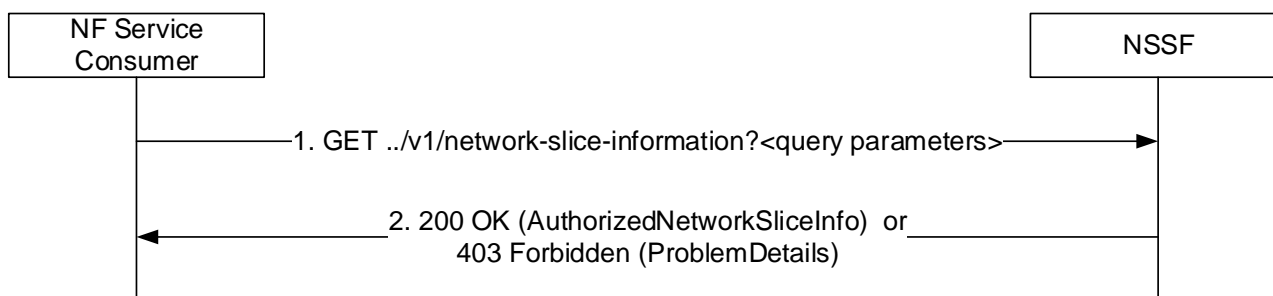 NF Service
Consumer
NSSF
1. GET ../v1/network-slice-information?<query parameters>
2. 200 OK (AuthorizedNetworkSliceInfo) or
403 Forbidden (ProblemDetails)